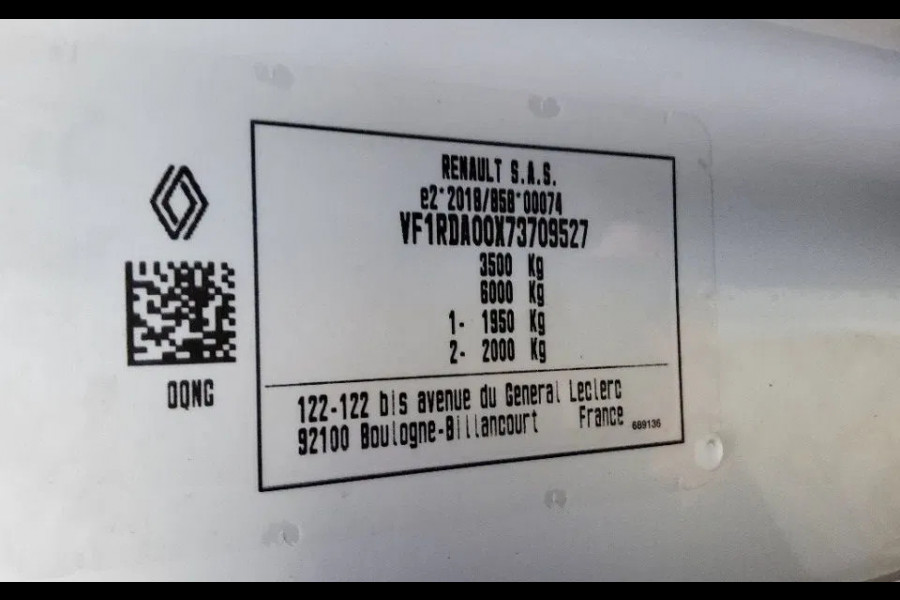 RENAULT S.A.S.
e2*2018/858*00074
VF1RDA00X73709527
3500 Kg
6000 Kg
1- 1950 Kg
2- 2000 Kg
OQNG
122-122 bis avenue du General Leclerc
92100 Boulogne-Billancourt France
689136